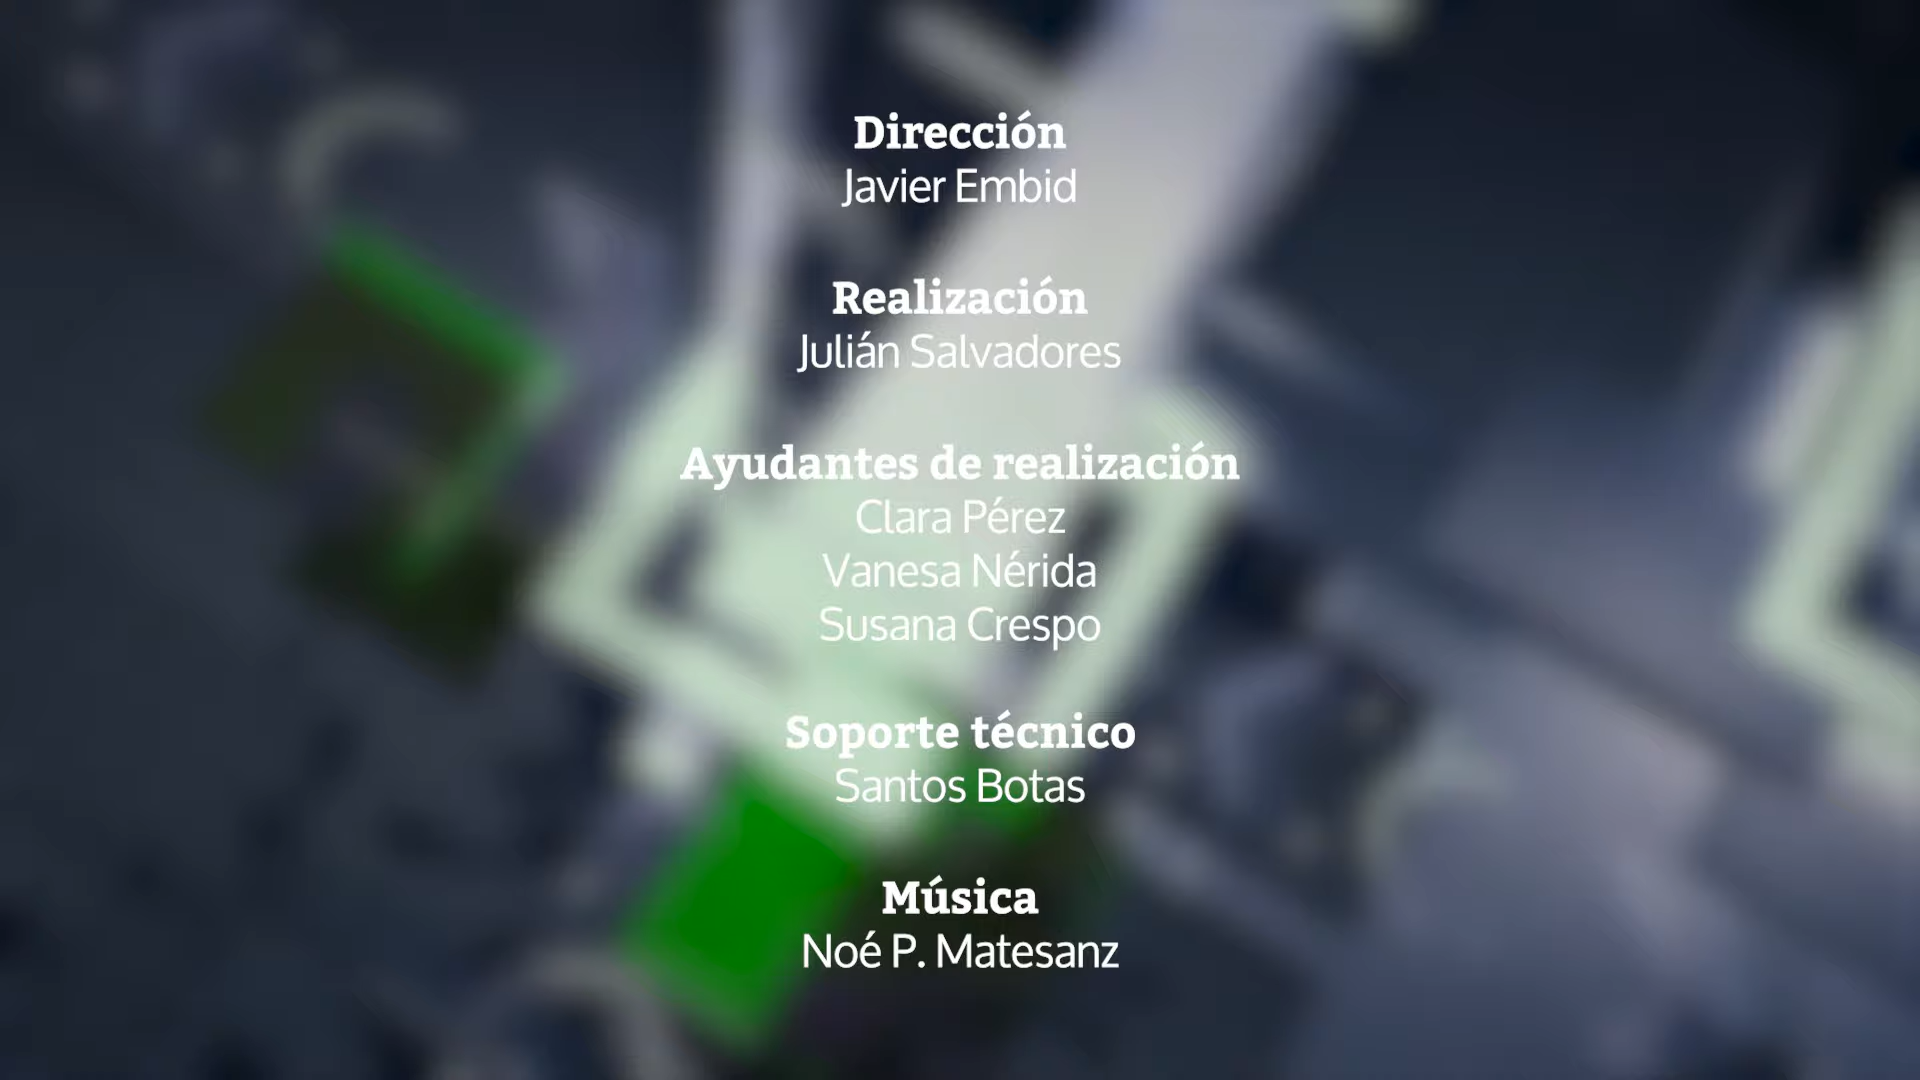 Dirección
Javier Embid
Realización
Julián Salvadores
Ayudantes de realización
Clara Pérez
Vanesa Nérida
Susana Crespo
Soporte técnico
Santos Botas
Música
Noé P. Matesanz